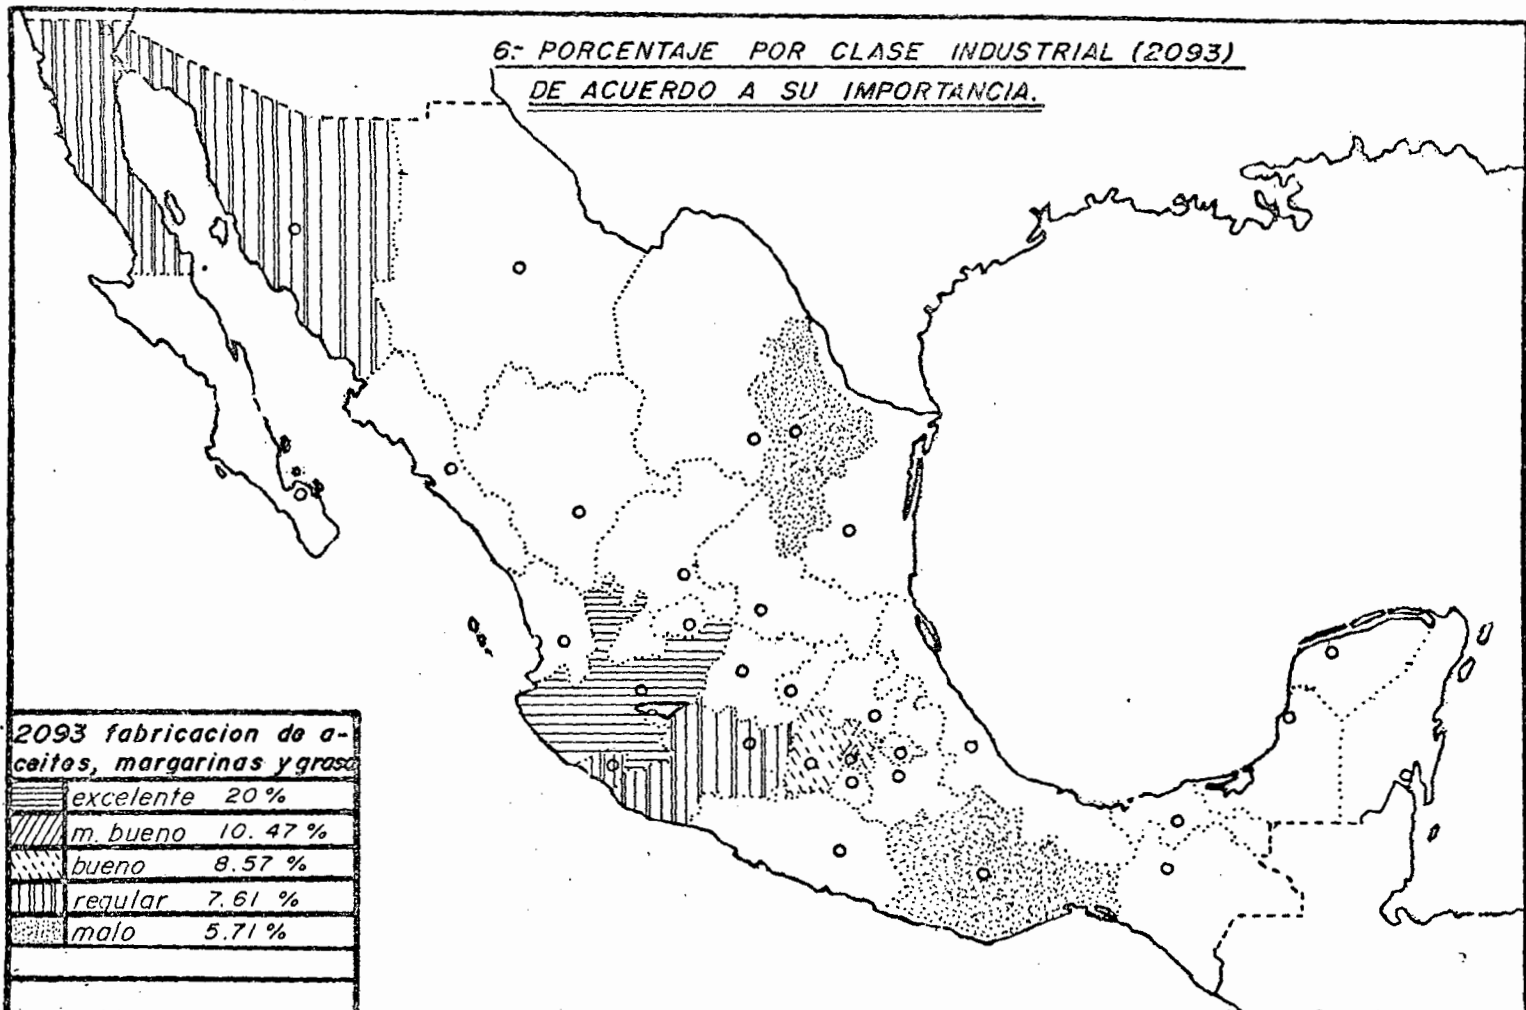 6.- PORCENTAJE POR CLASE INDUSTRIAL (2093)
DE ACUERDO A SU IMPORTANCIA.
2093 fabricacion de a-
ceites, margarinas y grasa
excelente 20 %
m. bueno 10.47 %
bueno 8.57 %
regular 7.61 %
malo 5.71 %